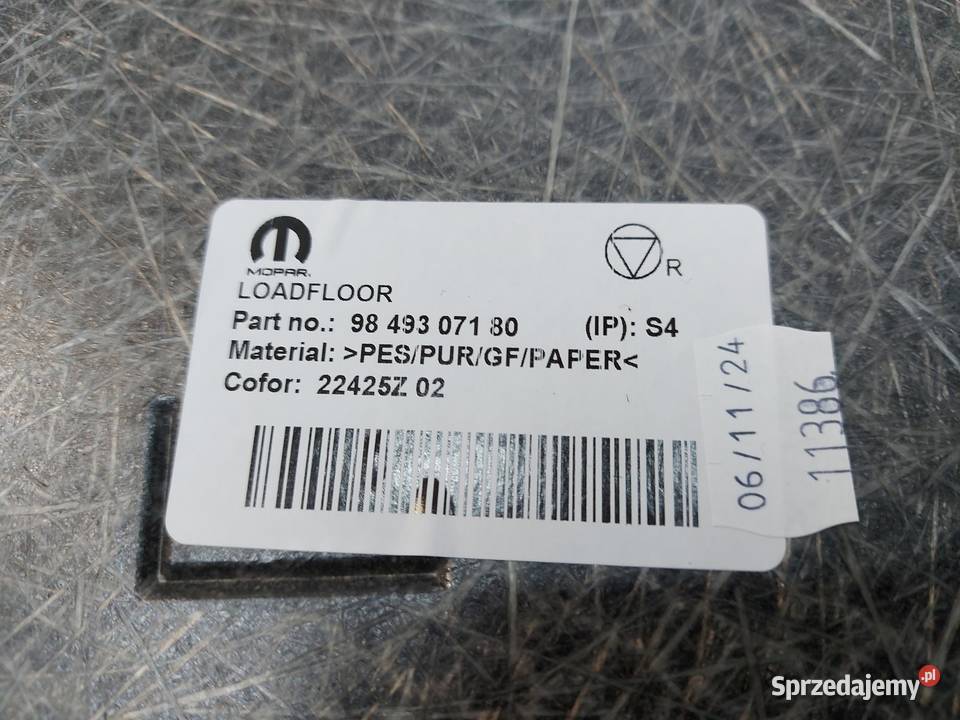 MOPAR
R
LOADFLOOR
Part no.: 98 493 071 80 (IP): S4
Material: >PES/PUR/GF/PAPER<
Cofor: 22425Z 02
06/11/24
11386
Sprzedajemy.pl